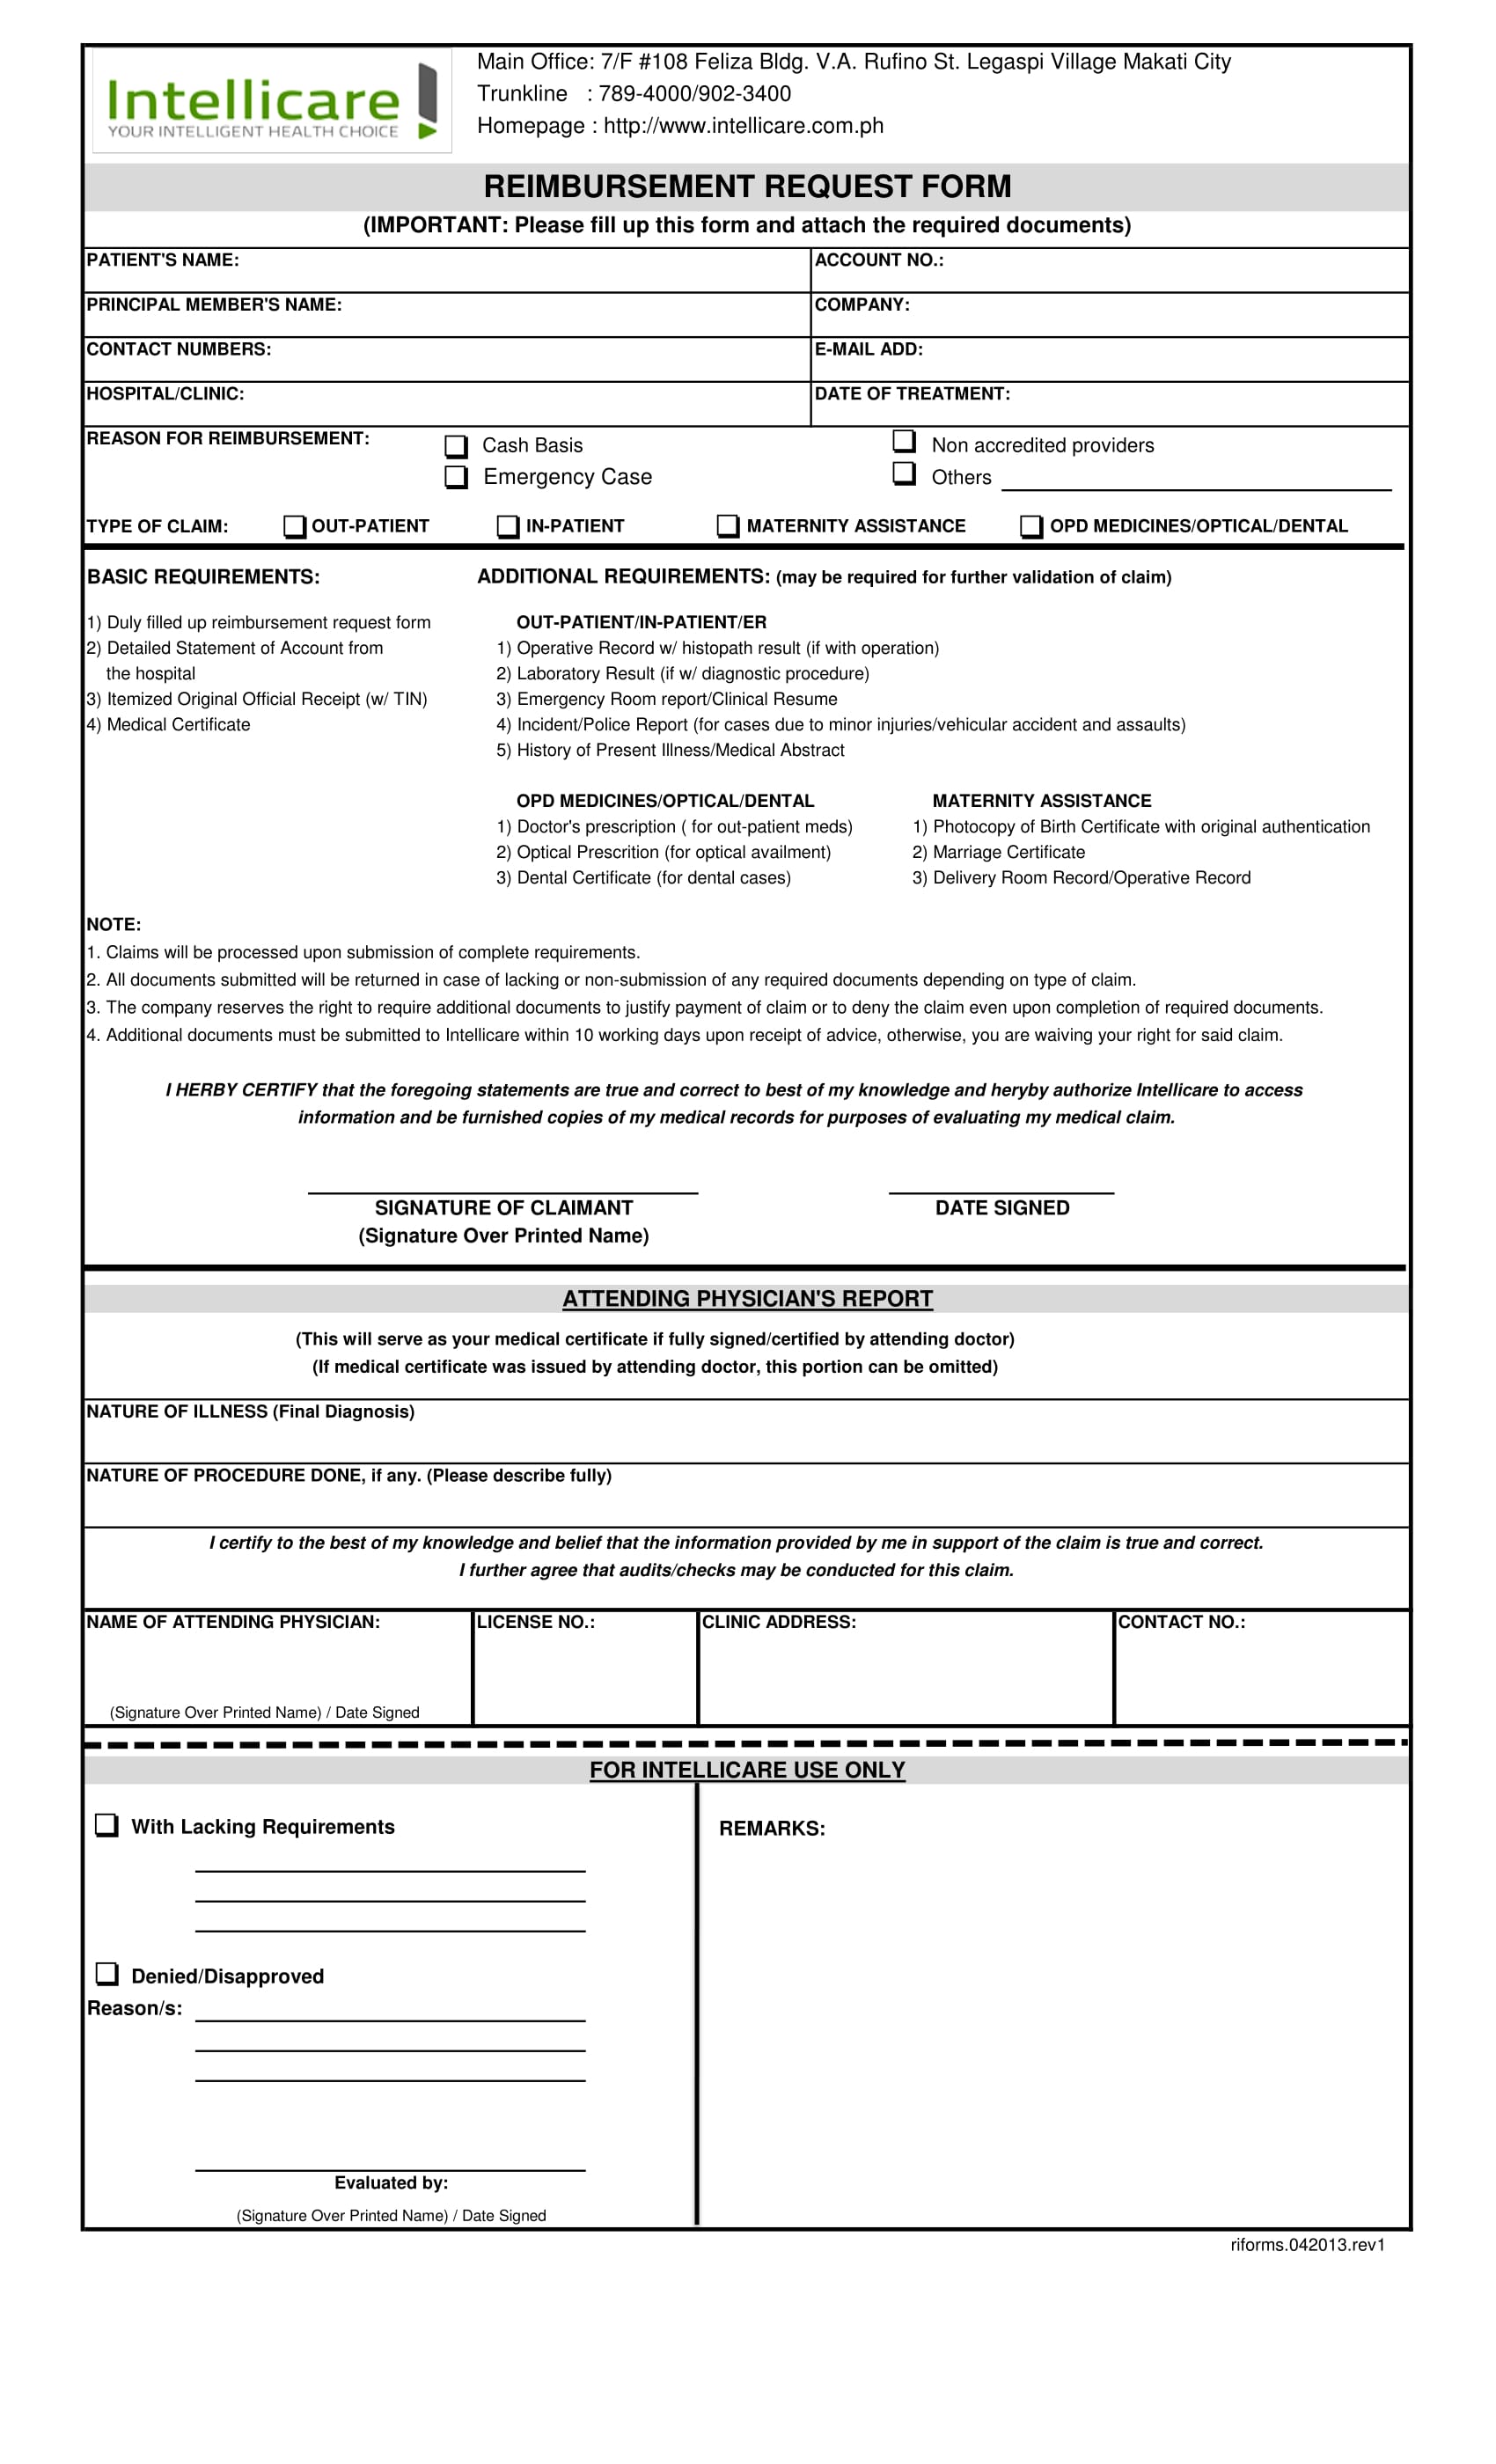 Intellicare
YOUR INTELLIGENT HEALTH CHOICE
Main Office: 7/F #108 Feliza Bldg. V.A. Rufino St. Legaspi Village Makati City
Trunkline : 789-4000/902-3400
Homepage : http://www.intellicare.com.ph
REIMBURSEMENT REQUEST FORM
(IMPORTANT: Please fill up this form and attach the required documents)
PATIENT'S NAME: ACCOUNT NO.:
PRINCIPAL MEMBER'S NAME: COMPANY:
CONTACT NUMBERS: E-MAIL ADD:
HOSPITAL/CLINIC: DATE OF TREATMENT:
REASON FOR REIMBURSEMENT: Cash Basis Non accredited providers
Emergency Case Others
TYPE OF CLAIM: OUT-PATIENT IN-PATIENT MATERNITY ASSISTANCE OPD MEDICINES/OPTICAL/DENTAL
BASIC REQUIREMENTS:
1) Duly filled up reimbursement request form
2) Detailed Statement of Account from
the hospital
3) Itemized Original Official Receipt (w/ TIN)
4) Medical Certificate
ADDITIONAL REQUIREMENTS: (may be required for further validation of claim)
OUT-PATIENT/IN-PATIENT/ER
1) Operative Record w/ histopath result (if with operation)
2) Laboratory Result (if w/ diagnostic procedure)
3) Emergency Room report/Clinical Resume
4) Incident/Police Report (for cases due to minor injuries/vehicular accident and assaults)
5) History of Present Illness/Medical Abstract
OPD MEDICINES/OPTICAL/DENTAL
1) Doctor's prescription ( for out-patient meds)
2) Optical Prescrition (for optical availment)
3) Dental Certificate (for dental cases)
MATERNITY ASSISTANCE
1) Photocopy of Birth Certificate with original authentication
2) Marriage Certificate
3) Delivery Room Record/Operative Record
NOTE:
1. Claims will be processed upon submission of complete requirements.
2. All documents submitted will be returned in case of lacking or non-submission of any required documents depending on type of claim.
3. The company reserves the right to require additional documents to justify payment of claim or to deny the claim even upon completion of required documents.
4. Additional documents must be submitted to Intellicare within 10 working days upon receipt of advice, otherwise, you are waiving your right for said claim.
I HERBY CERTIFY that the foregoing statements are true and correct to best of my knowledge and heryby authorize Intellicare to access
information and be furnished copies of my medical records for purposes of evaluating my medical claim.
SIGNATURE OF CLAIMANT DATE SIGNED
(Signature Over Printed Name)
ATTENDING PHYSICIAN'S REPORT
(This will serve as your medical certificate if fully signed/certified by attending doctor)
(If medical certificate was issued by attending doctor, this portion can be omitted)
NATURE OF ILLNESS (Final Diagnosis)
NATURE OF PROCEDURE DONE, if any. (Please describe fully)
I certify to the best of my knowledge and belief that the information provided by me in support of the claim is true and correct.
I further agree that audits/checks may be conducted for this claim.
NAME OF ATTENDING PHYSICIAN: LICENSE NO.: CLINIC ADDRESS: CONTACT NO.:
(Signature Over Printed Name) / Date Signed
FOR INTELLICARE USE ONLY
With Lacking Requirements
Denied/Disapproved
Reason/s:
Evaluated by:
(Signature Over Printed Name) / Date Signed
REMARKS:
riforms.042013.rev1